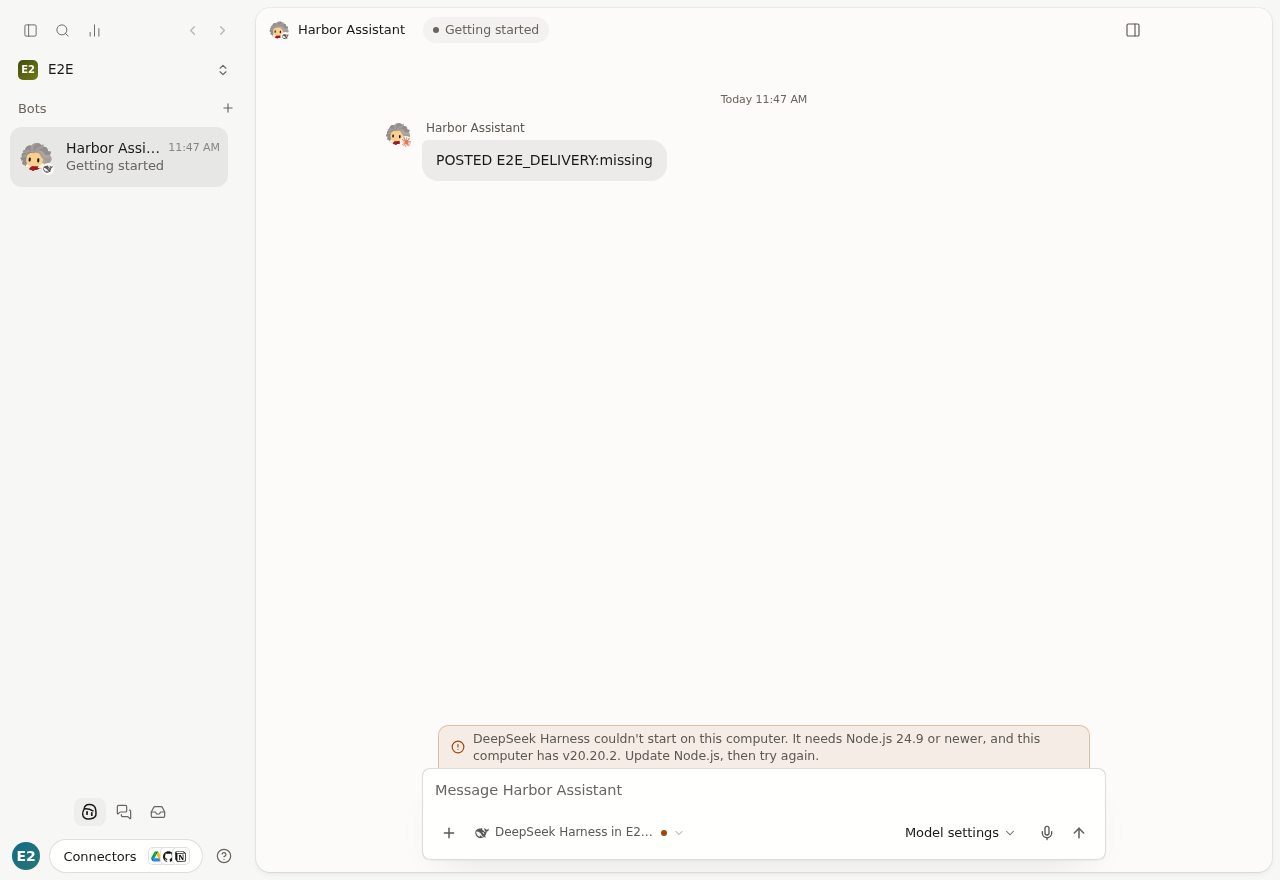 Harbor Assistant
Getting started
E2
E2E
Bots
Harbor Assi...
11:47 AM
Getting started
Today 11:47 AM
Harbor Assistant
POSTED E2E_DELIVERY:missing
DeepSeek Harness couldn't start on this computer. It needs Node.js 24.9 or newer, and this
computer has v20.20.2. Update Node.js, then try again.
Message Harbor Assistant
DeepSeek Harness in E2...
Model settings
E2
Connectors